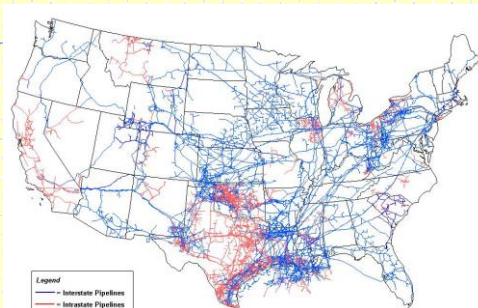 Legend
= Interstate Pipelines
= Intrastate Pipelines